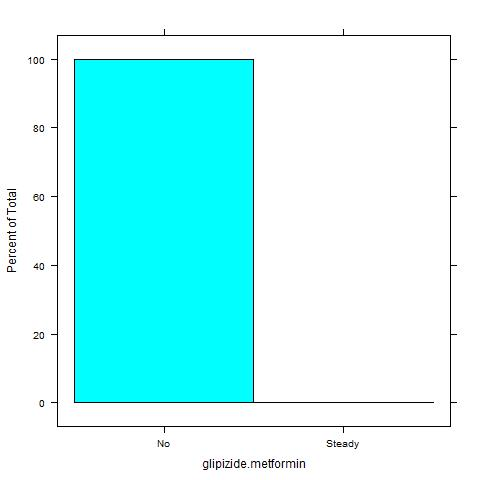 Percent of Total
100
80
60
40
20
0
No Steady
glipizide.metformin